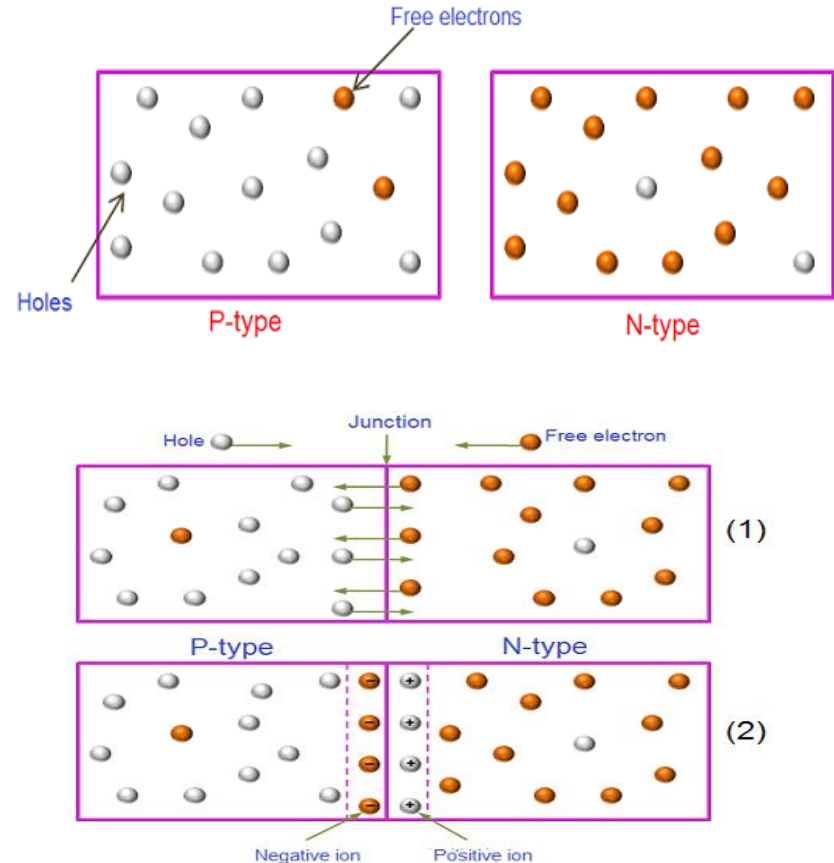 Free electrons
Holes
P-type
N-type
Junction
Hole
Free electron
(1)
P-type
N-type
− +
− +
(2)
− +
− +
Negative ion
Positive ion